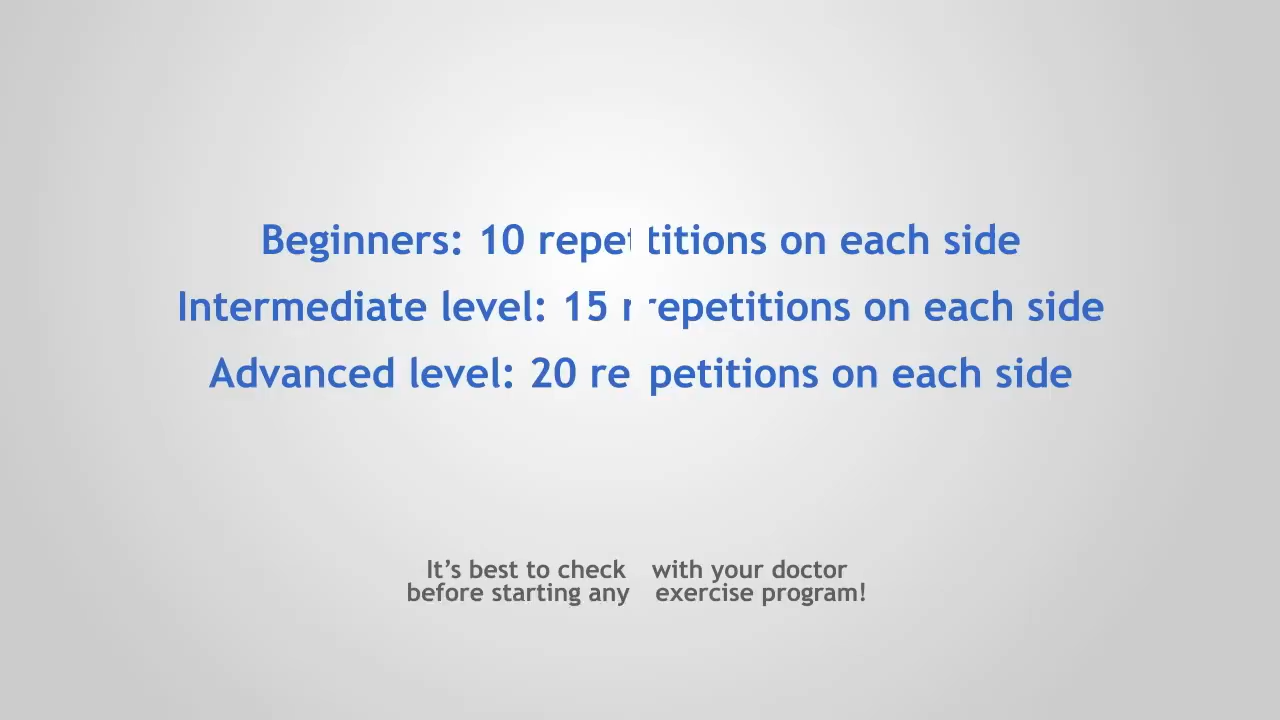 Beginners: 10 repetitions on each side
Intermediate level: 15 repetitions on each side
Advanced level: 20 repetitions on each side
It's best to check with your doctor
before starting any exercise program!